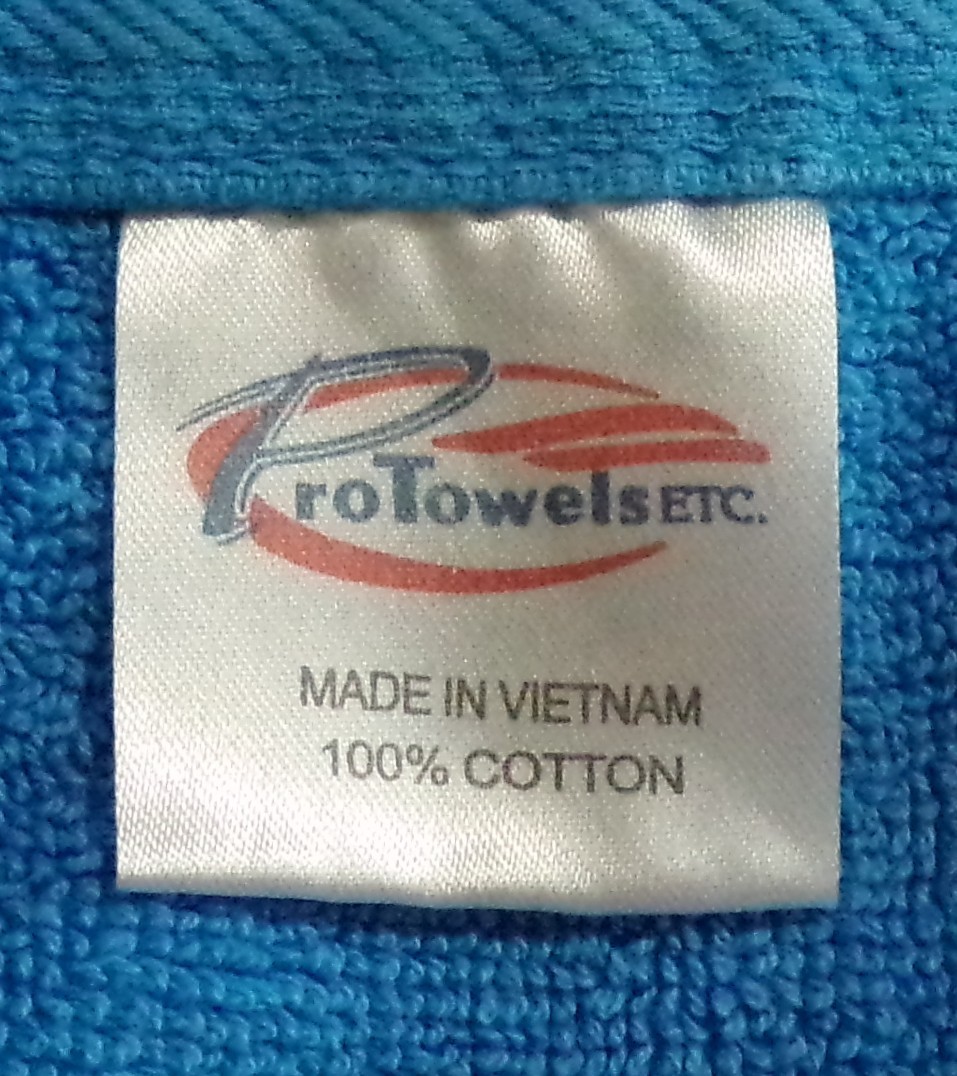 ProTowels ETC.
MADE IN VIETNAM
100% COTTON